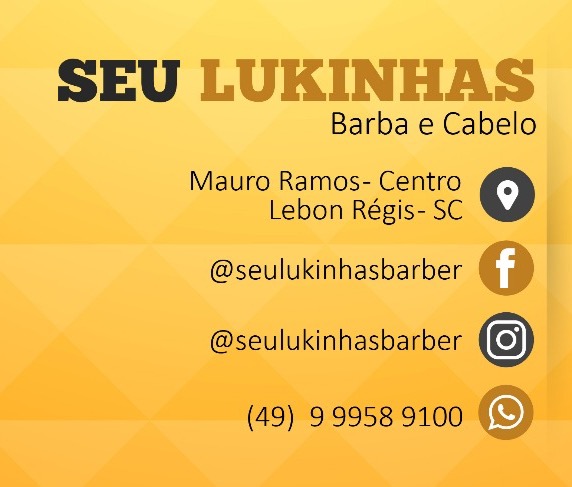 SEU LUKINHAS
Barba e Cabelo
Mauro Ramos- Centro
Lebon Régis- SC
@seulukinhasbarber
@seulukinhasbarber
(49) 9 9958 9100